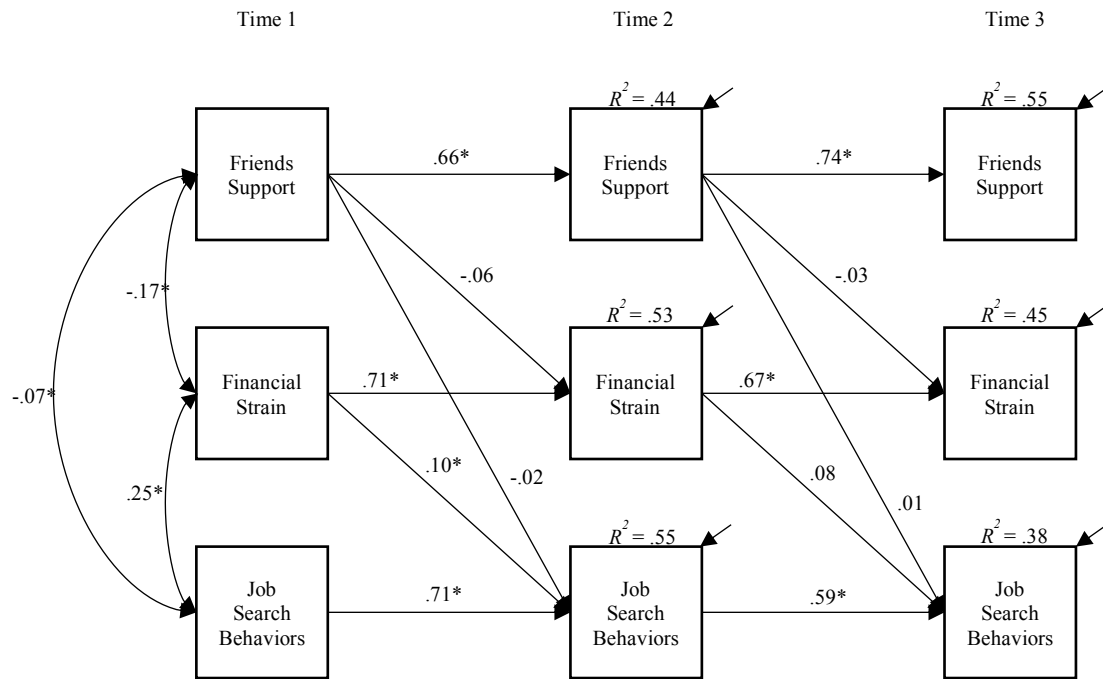 Time 1
Time 2
Time 3
R² = .44
R² = .55
Friends
Support
.66*
Friends
Support
.74*
Friends
Support
-.17*
-.06
-.03
R² = .53
R² = .45
-.07*
Financial
Strain
.71*
Financial
Strain
.67*
Financial
Strain
.25*
.10*
-.02
.08
.01
R² = .55
R² = .38
Job
Search
Behaviors
.71*
Job
Search
Behaviors
.59*
Job
Search
Behaviors